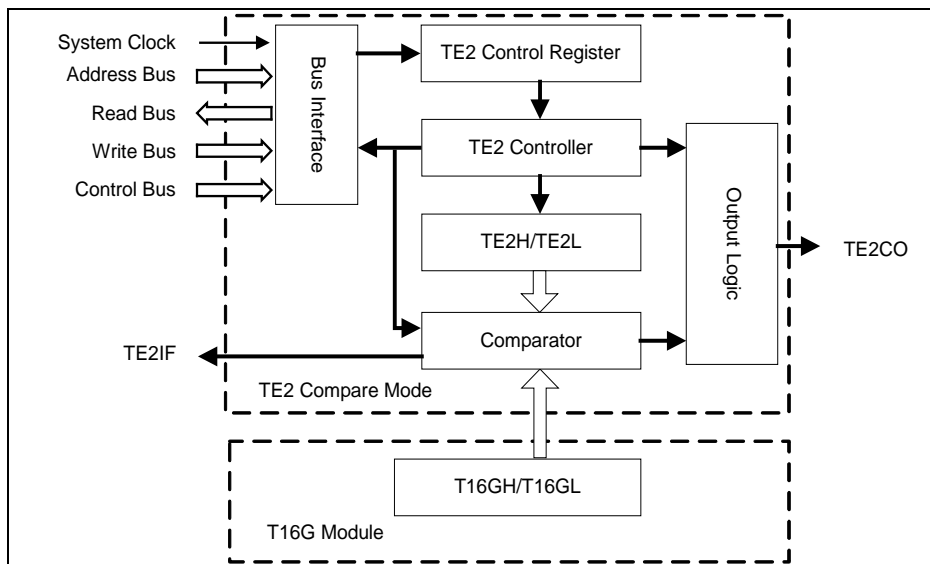 System Clock
Address Bus
Read Bus
Write Bus
Control Bus
Bus Interface
TE2 Control Register
TE2 Controller
TE2H/TE2L
Comparator
Output Logic
TE2CO
TE2IF
TE2 Compare Mode
T16GH/T16GL
T16G Module